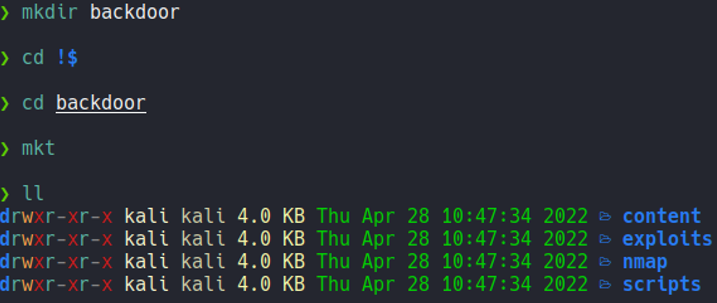 ❯ mkdir backdoor
❯ cd !$
❯ cd backdoor
❯ mkt
❯ ll
drwxr-xr-x kali kali 4.0 KB Thu Apr 28 10:47:34 2022 content
drwxr-xr-x kali kali 4.0 KB Thu Apr 28 10:47:34 2022 exploits
drwxr-xr-x kali kali 4.0 KB Thu Apr 28 10:47:34 2022 nmap
drwxr-xr-x kali kali 4.0 KB Thu Apr 28 10:47:34 2022 scripts